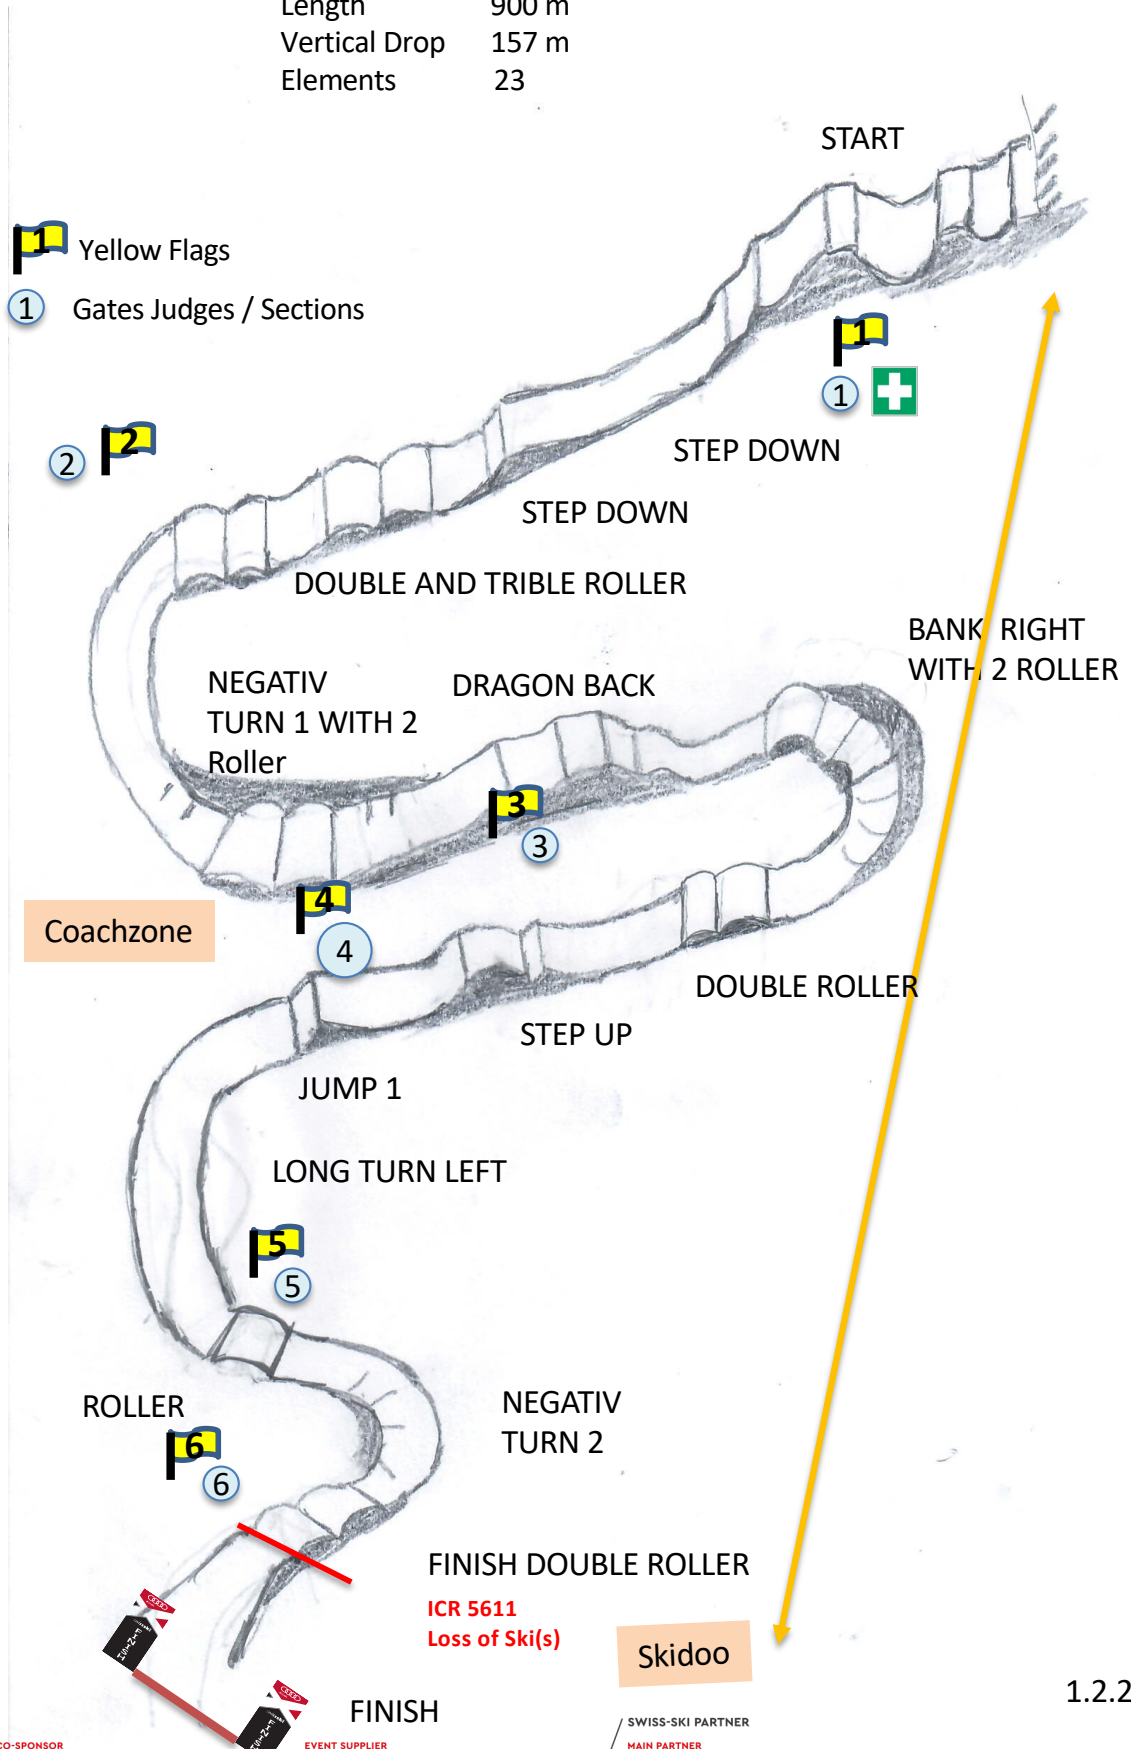 Length 900 m
Vertical Drop 157 m
Elements 23
START
1 Yellow Flags
1 Gates Judges / Sections
1
1
2
2
STEP DOWN
STEP DOWN
DOUBLE AND TRIBLE ROLLER
BANK RIGHT
WITH 2 ROLLER
NEGATIV
TURN 1 WITH 2
Roller
DRAGON BACK
3
3
4
4
Coachzone
DOUBLE ROLLER
STEP UP
JUMP 1
LONG TURN LEFT
5
5
ROLLER
NEGATIV
TURN 2
6
6
FINISH DOUBLE ROLLER
ICR 5611
Loss of Ski(s)
Skidoo
FINISH
FINISH
FINISH
1.2.2
SWISS-SKI PARTNER
CO-SPONSOR
EVENT SUPPLIER
MAIN PARTNER